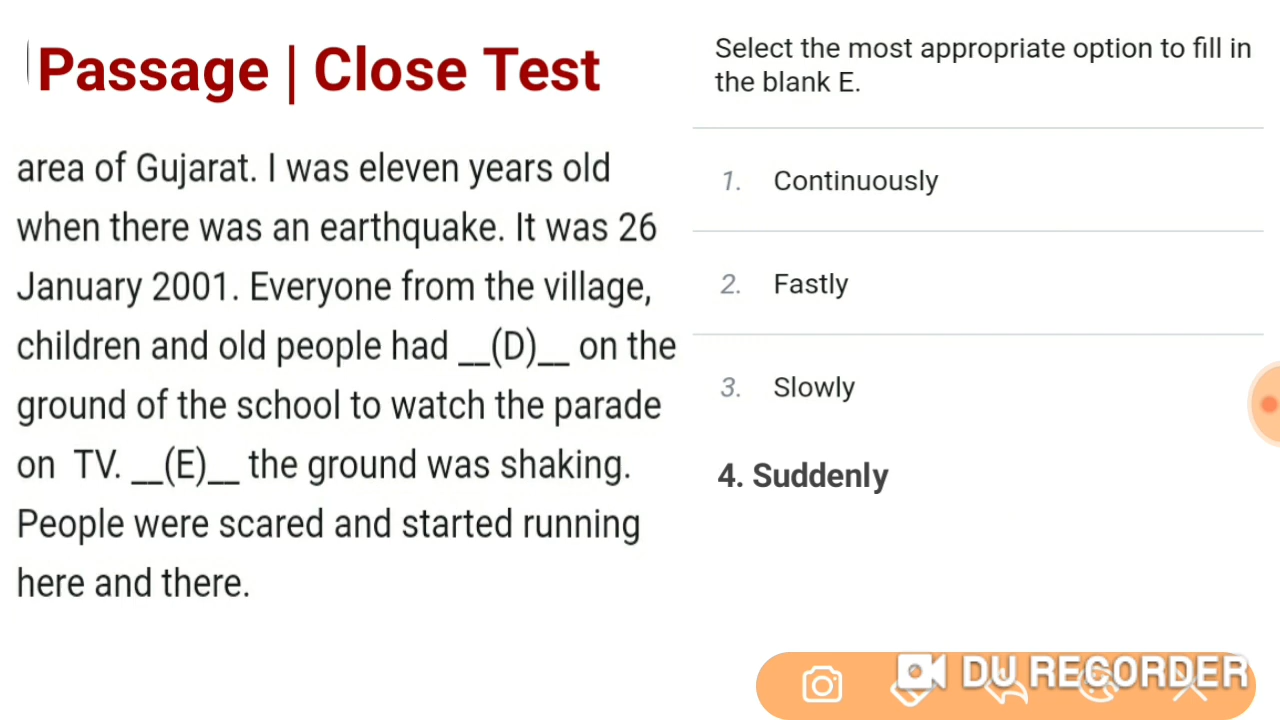 Passage | Close Test
area of Gujarat. I was eleven years old
when there was an earthquake. It was 26
January 2001. Everyone from the village,
children and old people had __(D)__ on the
ground of the school to watch the parade
on TV. __(E)__ the ground was shaking.
People were scared and started running
here and there.
Select the most appropriate option to fill in
the blank E.
1. Continuously
2. Fastly
3. Slowly
4. Suddenly
DU RECORDER